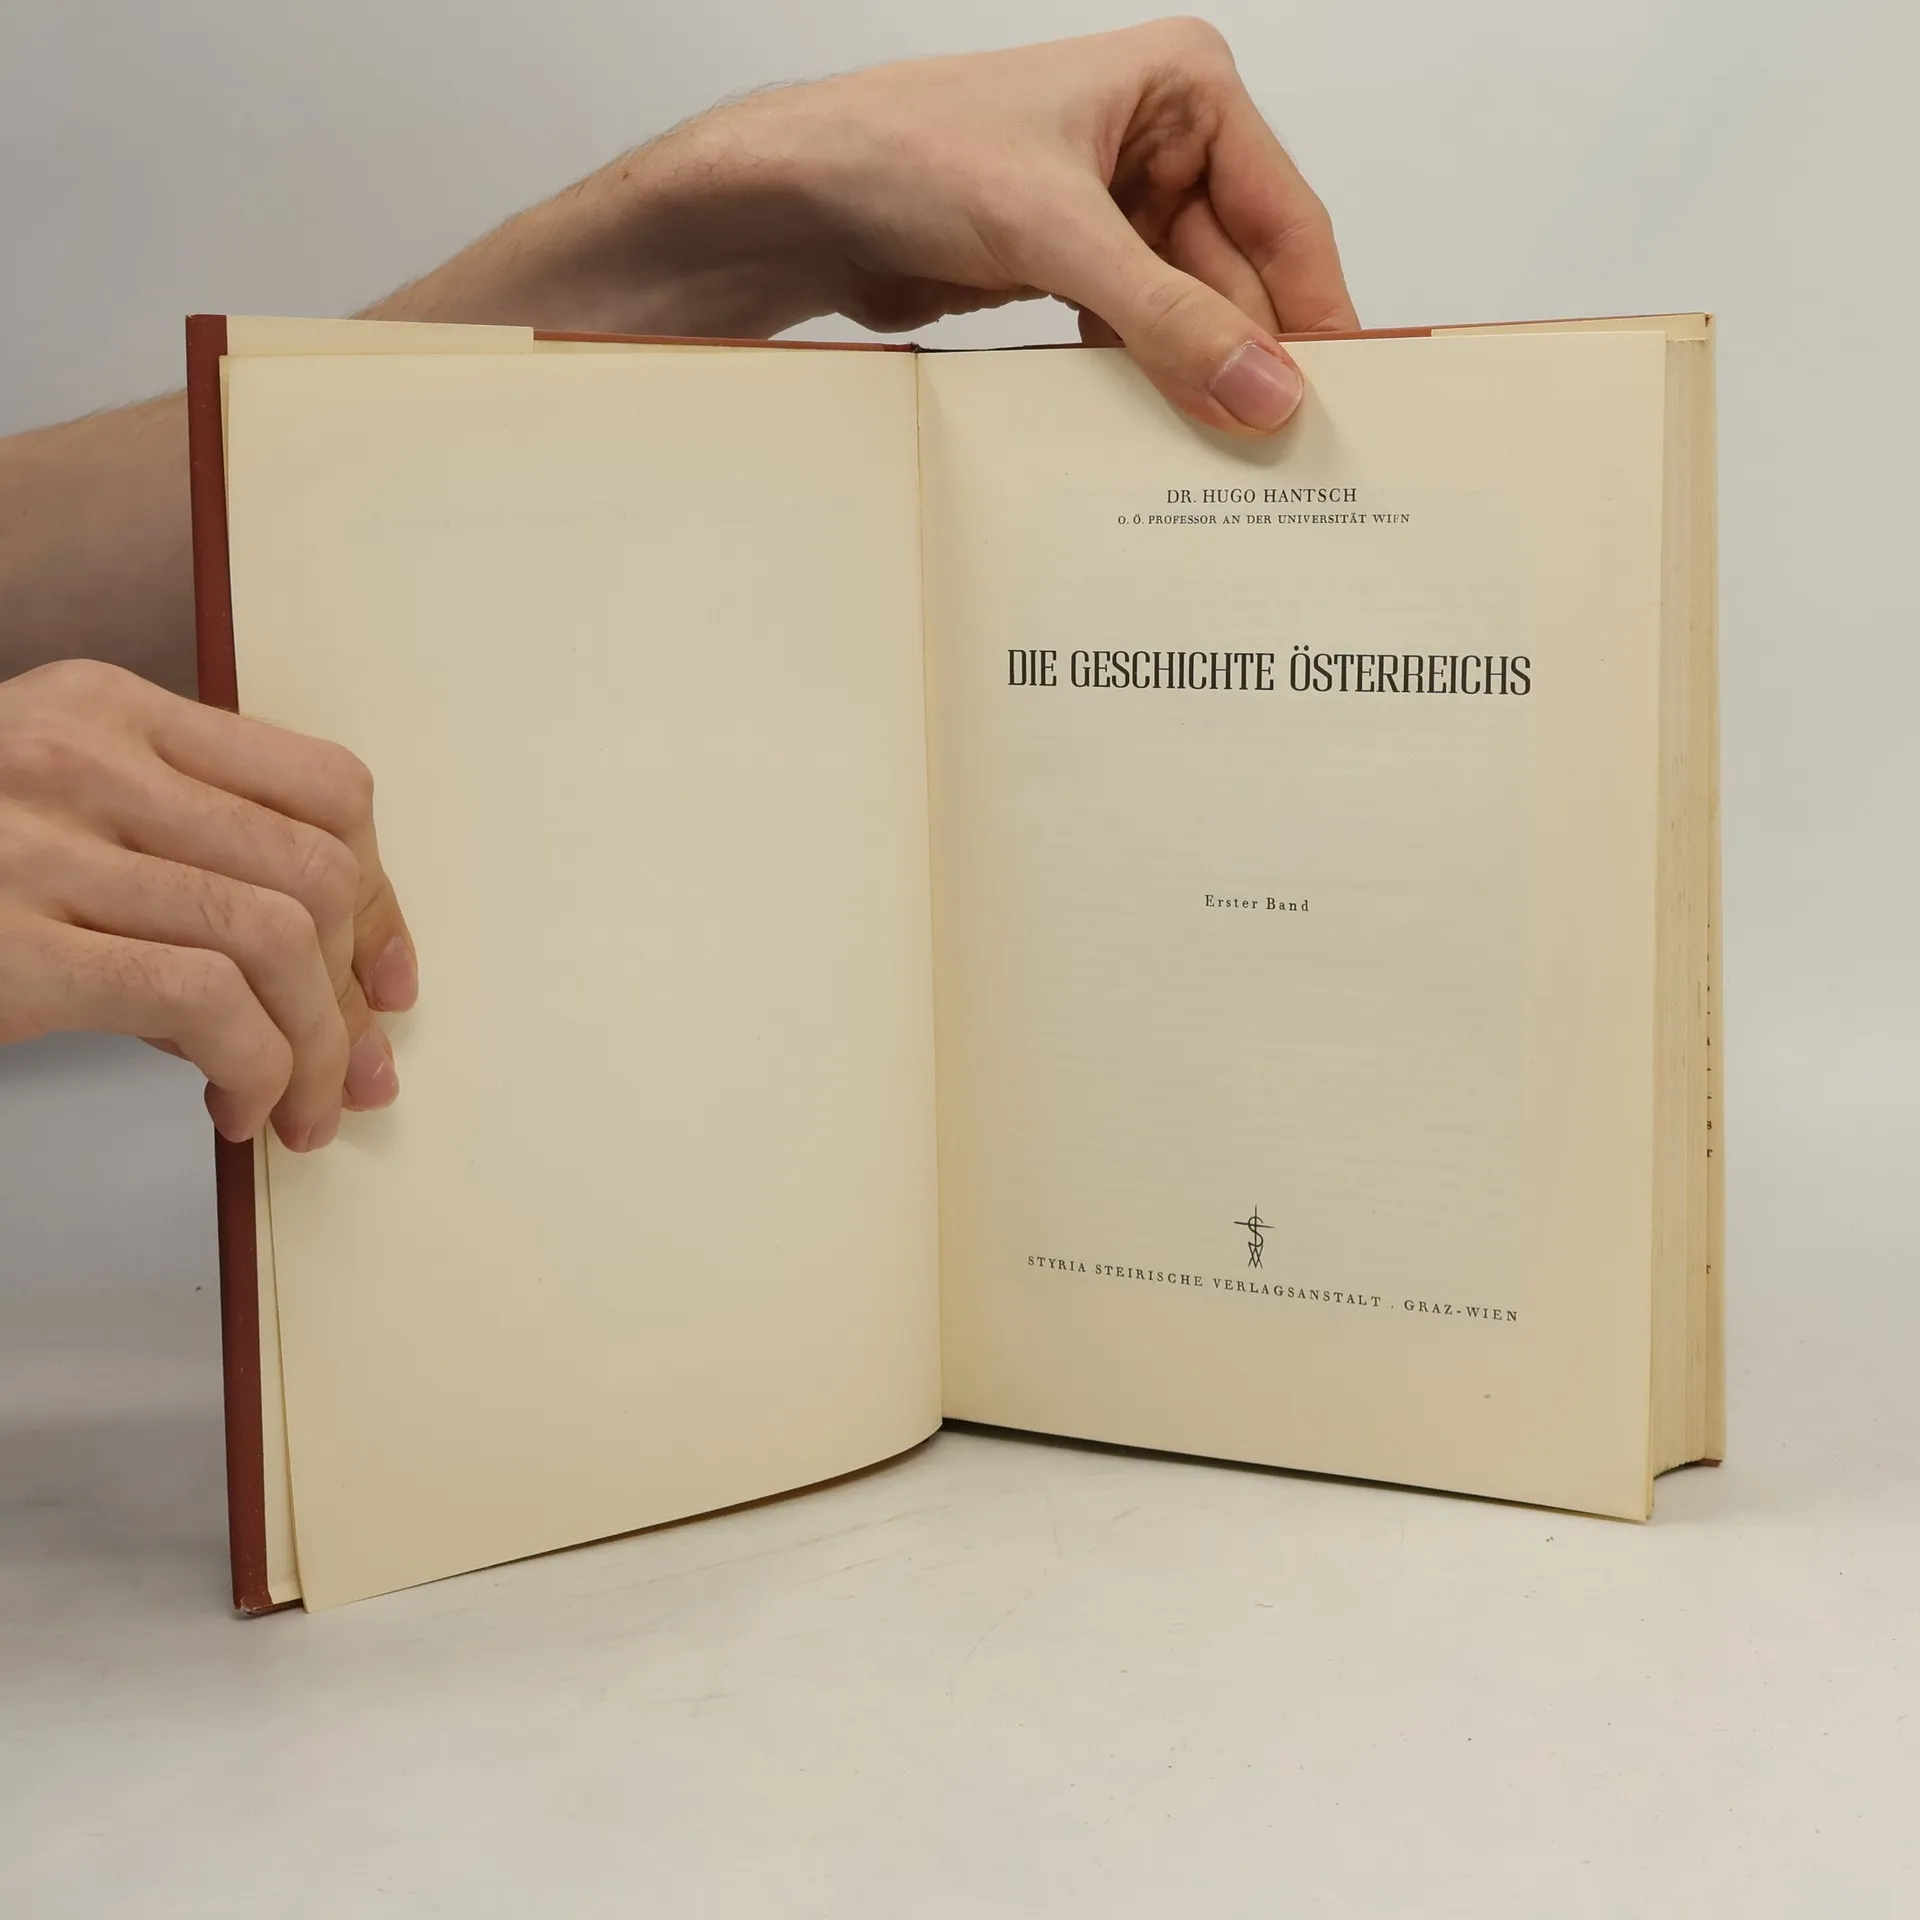 DR. HUGO HANTSCH
O. Ö. PROFESSOR AN DER UNIVERSITÄT WIEN
DIE GESCHICHTE ÖSTERREICHS
Erster Band
STYRIA STEIRISCHE VERLAGSANSTALT . GRAZ-WIEN